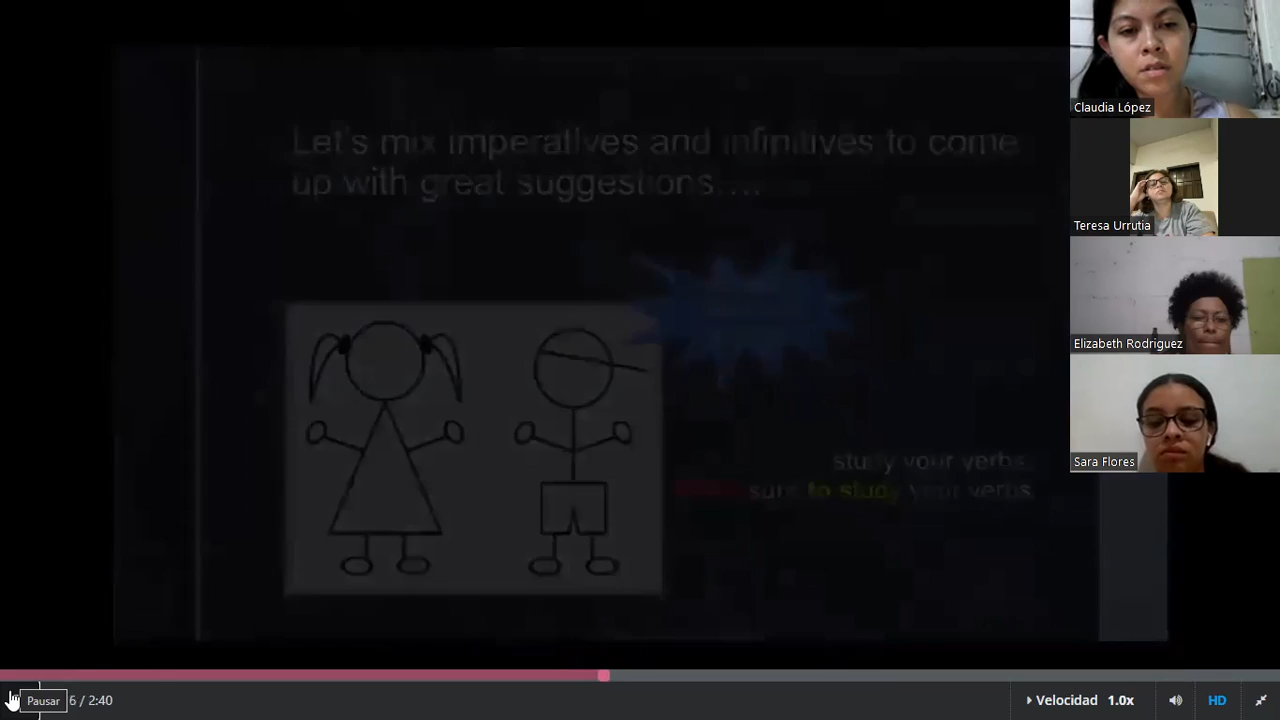 Let's mix imperatives and infinitives to come
up with great suggestions....
study your verbs.
sure to study your verbs
Claudia López
Teresa Urrutia
Elizabeth Rodriguez
Sara Flores
Pausar
6 / 2:40
Velocidad 1.0x
HD